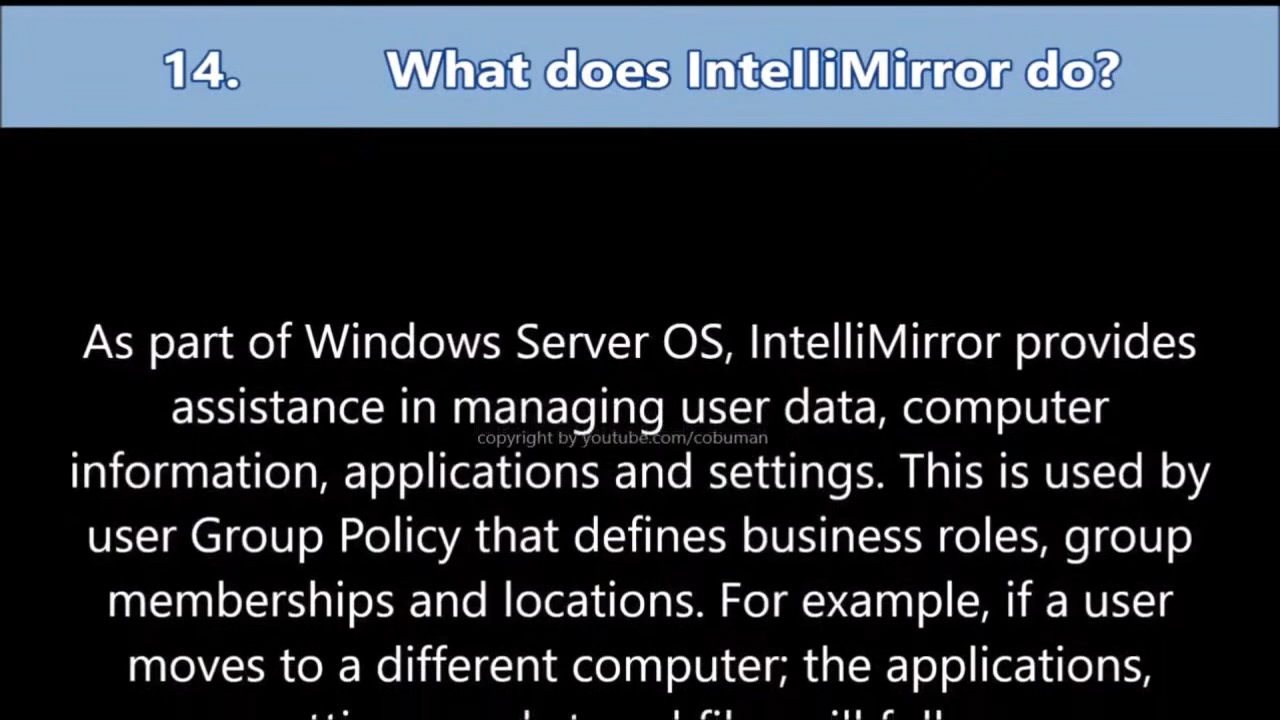 14. What does IntelliMirror do?
As part of Windows Server OS, IntelliMirror provides
assistance in managing user data, computer
copyright by youtube.com/cobuman
information, applications and settings. This is used by
user Group Policy that defines business roles, group
memberships and locations. For example, if a user
moves to a different computer; the applications,